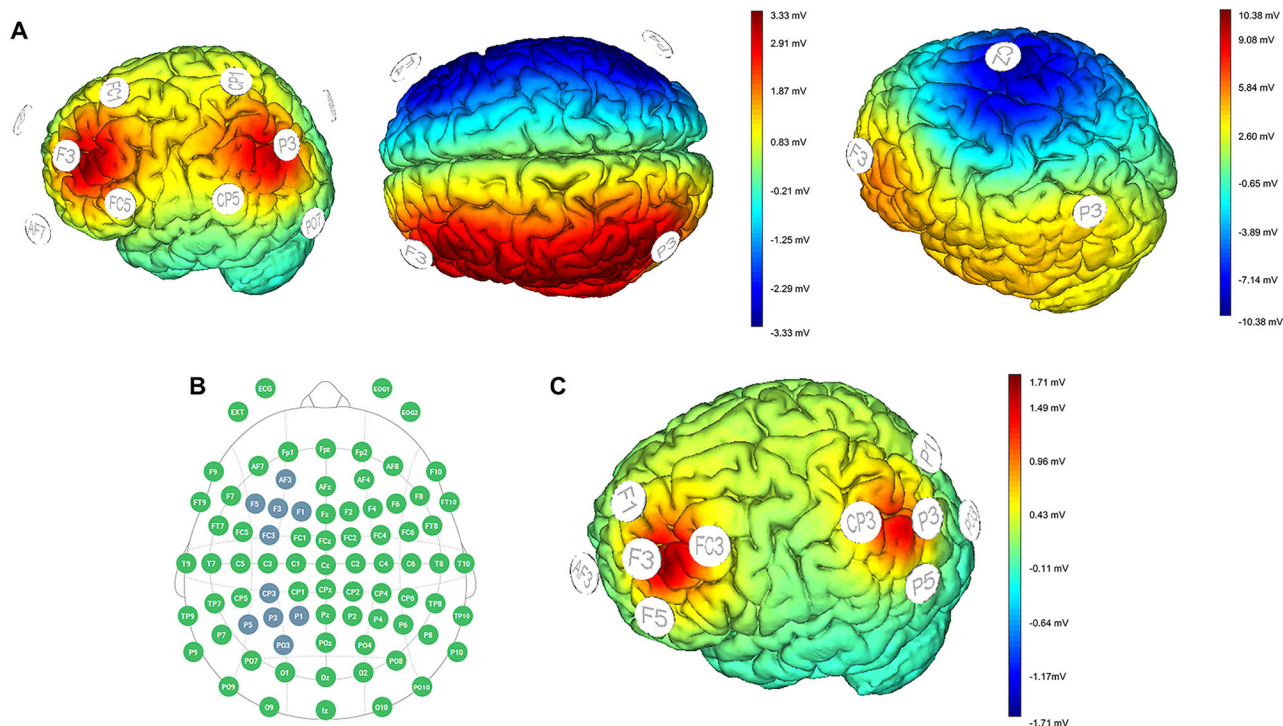 A
FC1
CP1
F3
P3
FC5
CP5
AF7
PO7
F4
P4
F3
P3
3.33 mV
2.91 mV
1.87 mV
0.83 mV
-0.21 mV
-1.25 mV
-2.29 mV
-3.33 mV
CZ
F3
P3
10.38 mV
9.08 mV
5.84 mV
2.60 mV
-0.65 mV
-3.89 mV
-7.14 mV
-10.38 mV
B
ECG
EOG1
EXT
EOG2
Fp1 Fpz Fp2
F9 AF7 AF8 F10
AF3 AFz AF4
FT9 F7 F5 F3 F1 Fz F2 F4 F6 F8 FT10
FT7 FC5 FC3 FC1 FCz FC2 FC4 FC6 FT8
T9 T7 C5 C3 C1 Cz C2 C4 C6 T8 T10
TP7 CP5 CP3 CP1 CPz CP2 CP4 CP6 TP8
TP9 P5 P3 P1 Pz P2 P4 P6 TP10
P7 P8
P9 PO3 POz PO4 P10
PO7 PO8
O1 Oz O2
PO9 PO10
O9 Iz O10
C
F1
P1
F3
FC3
CP3
P3
AF3
F5
P5
1.71 mV
1.49 mV
0.96 mV
0.43 mV
-0.11 mV
-0.64 mV
-1.17mV
-1.71 mV